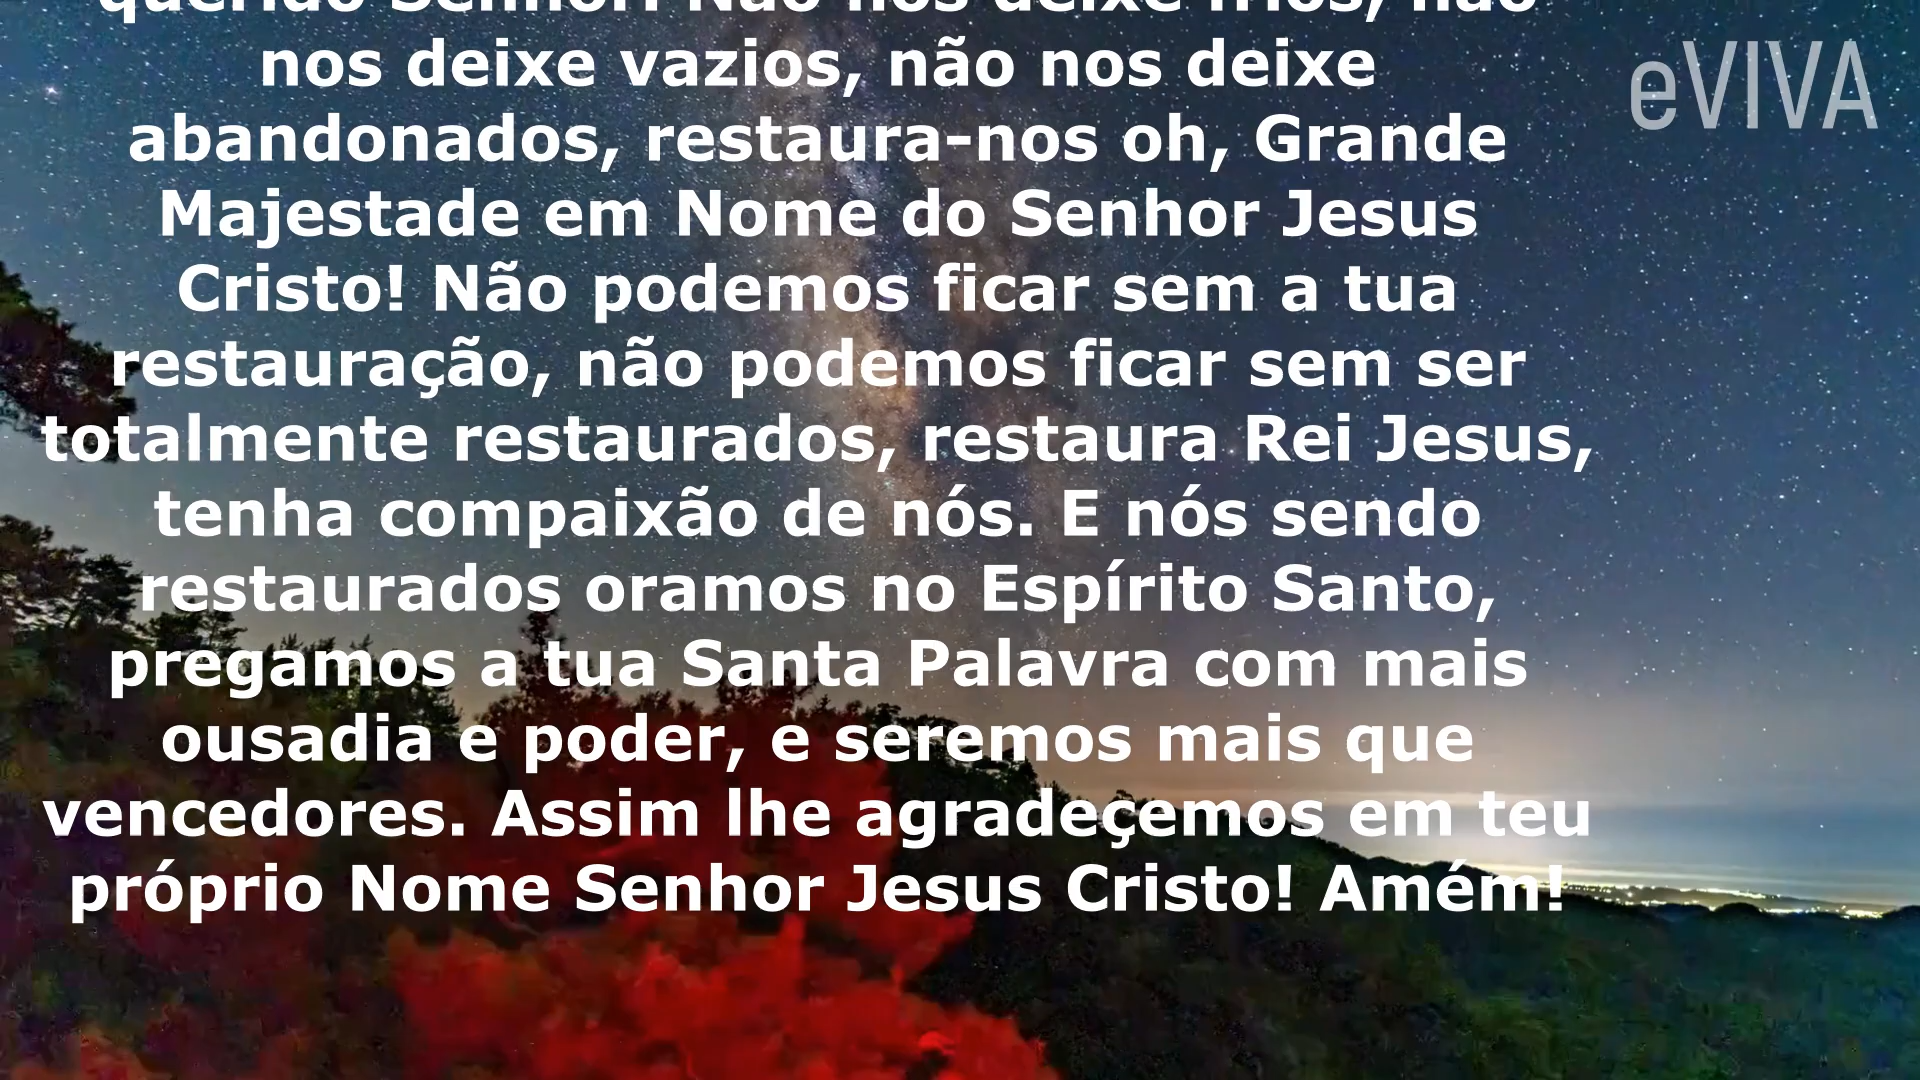 querido Senhor! Não nos deixe frios, não
nos deixe vazios, não nos deixe
abandonados, restaura-nos oh, Grande
Majestade em Nome do Senhor Jesus
Cristo! Não podemos ficar sem a tua
restauração, não podemos ficar sem ser
totalmente restaurados, restaura Rei Jesus,
tenha compaixão de nós. E nós sendo
restaurados oramos no Espírito Santo,
pregamos a tua Santa Palavra com mais
ousadia e poder, e seremos mais que
vencedores. Assim lhe agradeçemos em teu
próprio Nome Senhor Jesus Cristo! Amém!
eVIVA